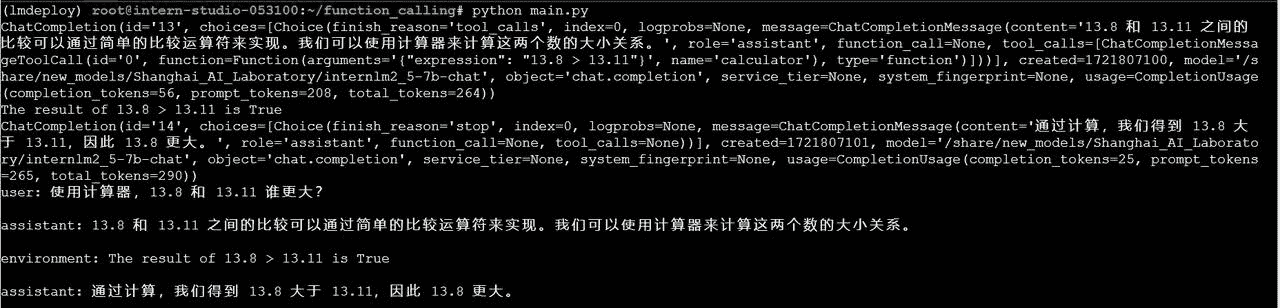 (lmdeploy) root@intern-studio-053100:~/function_calling# python main.py
ChatCompletion(id='13', choices=[Choice(finish_reason='tool_calls', index=0, logprobs=None, message=ChatCompletionMessage(content='13.8 和 13.11 之间的
比较可以通过简单的比较运算符来实现。我们可以使用计算器来计算这两个数的大小关系。', role='assistant', function_call=None, tool_calls=[ChatCompletionMessa
geToolCall(id='0', function=Function(arguments='{"expression": "13.8 > 13.11"}', name='calculator'), type='function')]))], created=1721807100, model='/s
hare/new_models/Shanghai_AI_Laboratory/internlm2_5-7b-chat', object='chat.completion', service_tier=None, system_fingerprint=None, usage=CompletionUsage
(completion_tokens=56, prompt_tokens=208, total_tokens=264))
The result of 13.8 > 13.11 is True
ChatCompletion(id='14', choices=[Choice(finish_reason='stop', index=0, logprobs=None, message=ChatCompletionMessage(content='通过计算，我们得到 13.8 大
于 13.11，因此 13.8 更大。', role='assistant', function_call=None, tool_calls=None))], created=1721807101, model='/share/new_models/Shanghai_AI_Laborato
ry/internlm2_5-7b-chat', object='chat.completion', service_tier=None, system_fingerprint=None, usage=CompletionUsage(completion_tokens=25, prompt_tokens
=265, total_tokens=290))
user: 使用计算器，13.8 和 13.11 谁更大?
assistant: 13.8 和 13.11 之间的比较可以通过简单的比较运算符来实现。我们可以使用计算器来计算这两个数的大小关系。
environment: The result of 13.8 > 13.11 is True
assistant: 通过计算，我们得到 13.8 大于 13.11，因此 13.8 更大。